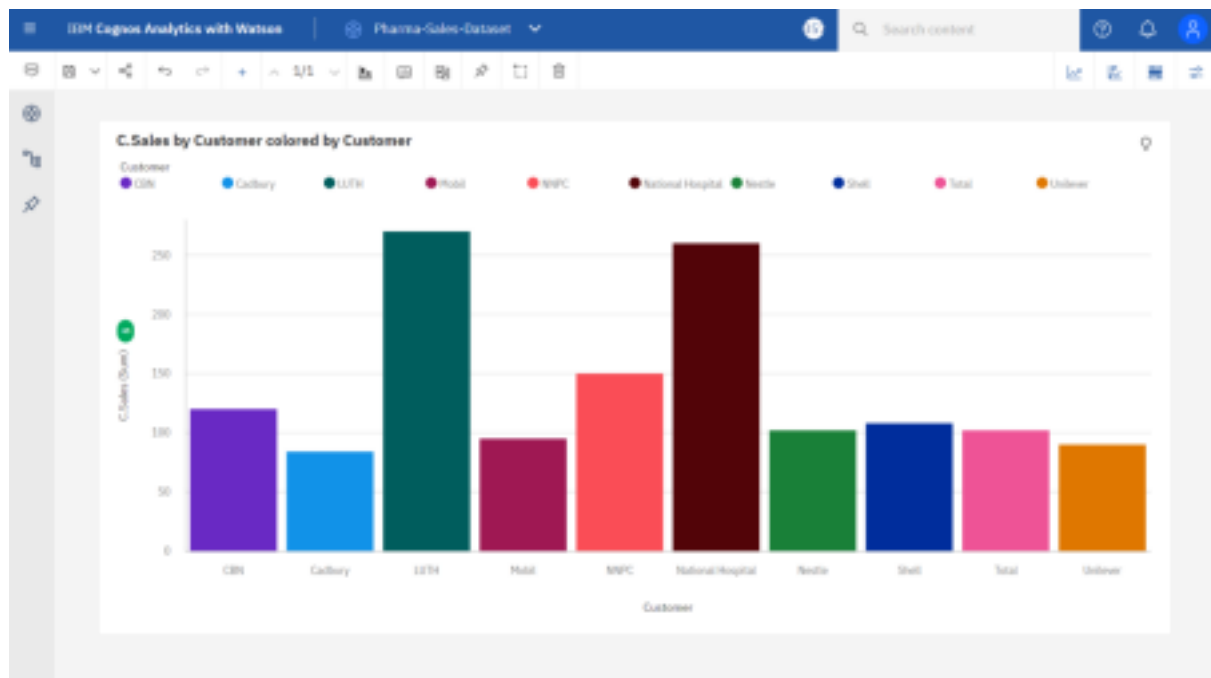 IBM Cognos Analytics with Watson
Pharma-Sales-Dataset
Search content
1/1
C.Sales by Customer colored by Customer
Customer
CBN Cadbury LUTH Mobil NNPC National Hospital Nestle Shell Total Unilever
250
200
150
100
50
0
C.Sales (Sum)
CBN Cadbury LUTH Mobil NNPC National Hospital Nestle Shell Total Unilever
Customer